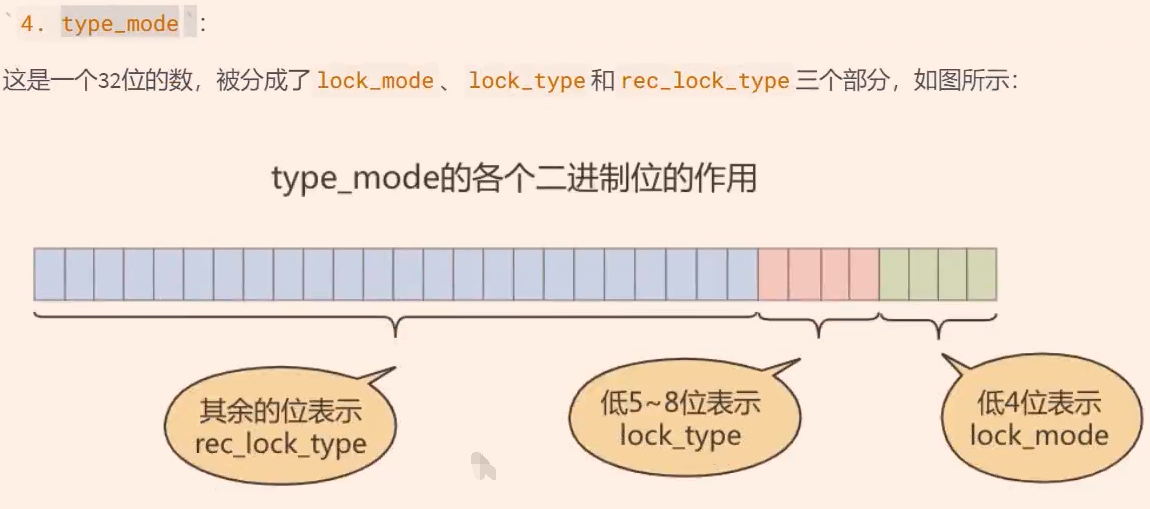 `4. type_mode`：
这是一个32位的数，被分成了 lock_mode 、 lock_type 和 rec_lock_type 三个部分，如图所示：
type_mode的各个二进制位的作用
其余的位表示
rec_lock_type
低5~8位表示
lock_type
低4位表示
lock_mode